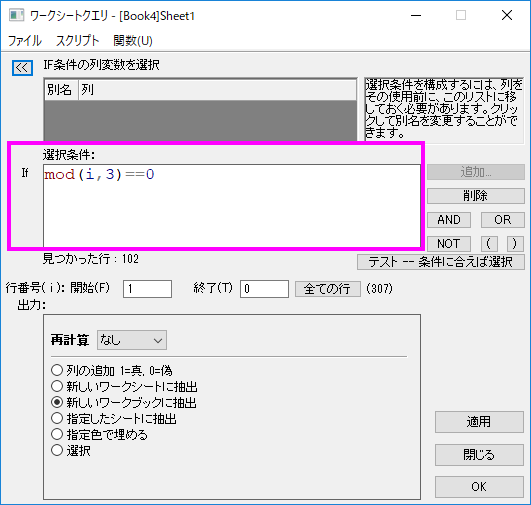 ワークシートクエリ - [Book4]Sheet1
ファイル スクリプト 関数(U)
<< IF条件の列変数を選択
別名 列
選択条件を構成するには、列を
その使用前に、このリストに移
しておく必要があります。クリッ
クして別名を変更することがで
きます。
選択条件:
If mod(i,3)==0
追加...
削除
AND OR
NOT ( )
見つかった行 : 102
テスト -- 条件に合えば選択
行番号( i ): 開始(F) 1 終了(T) 0 全ての行 (307)
出力:
再計算 なし
列の追加 1=真, 0=偽
新しいワークシートに抽出
新しいワークブックに抽出
指定したシートに抽出
指定色で埋める
選択
適用
閉じる
OK